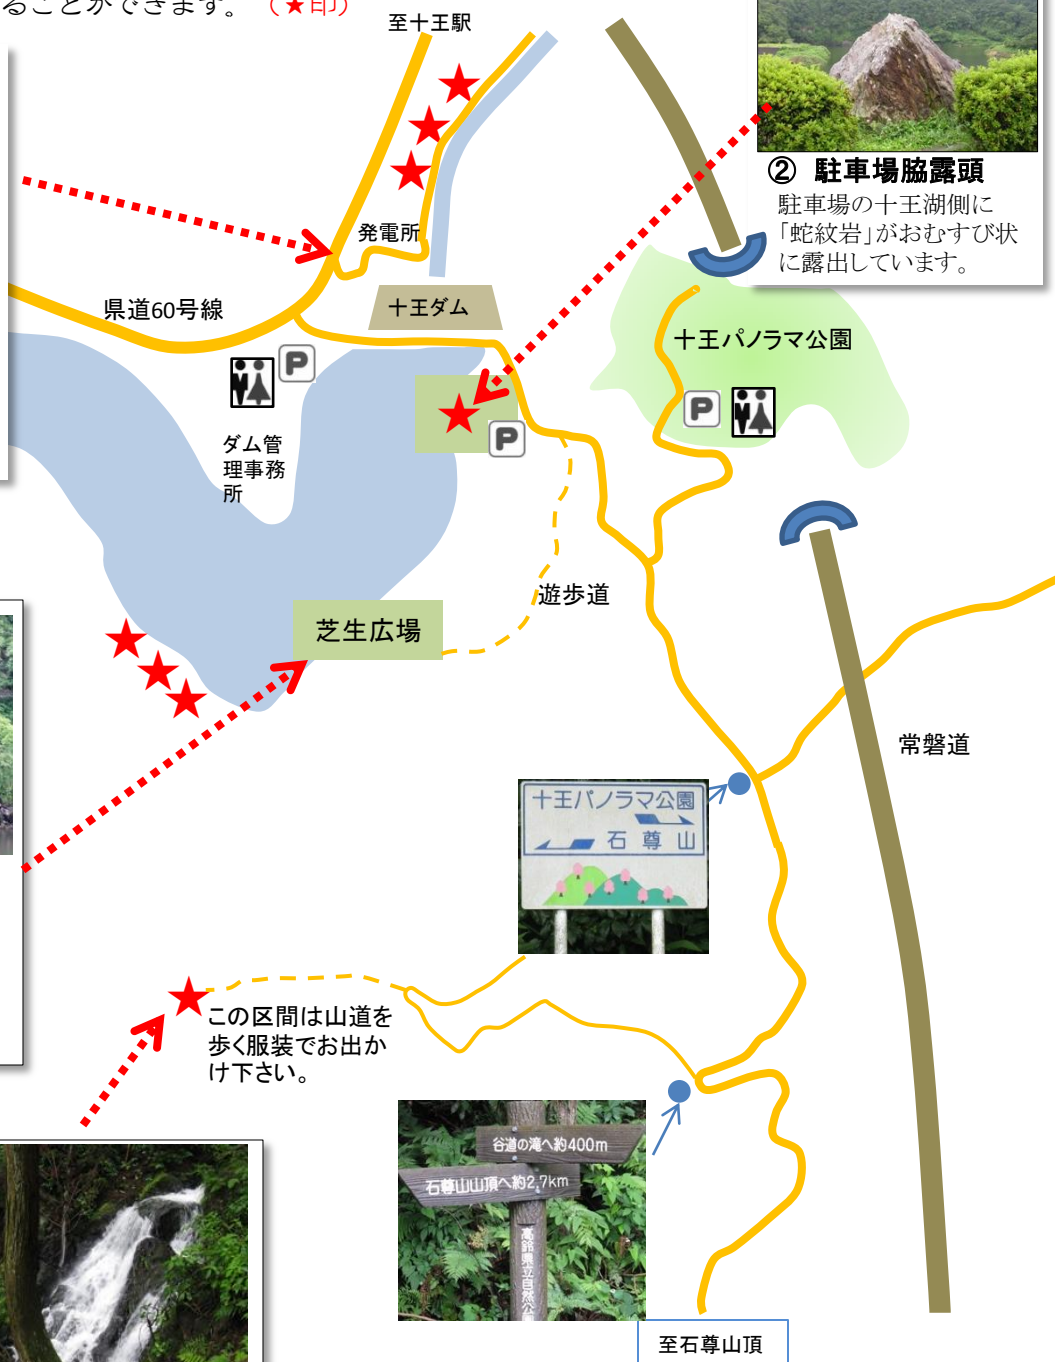 ることができます。（★印）
至十王駅
② 駐車場脇露頭
駐車場の十王湖側に
「蛇紋岩」がおむすび状
に露出しています。
発電所
県道60号線
十王ダム
十王パノラマ公園
P
P
P
ダム管
理事務
所
遊歩道
芝生広場
常磐道
十王パノラマ公園
石尊山
この区間は山道を
歩く服装でお出か
け下さい。
谷道の滝へ約400m
石尊山山頂へ約2.7km
高鈴県立自然公
至石尊山頂